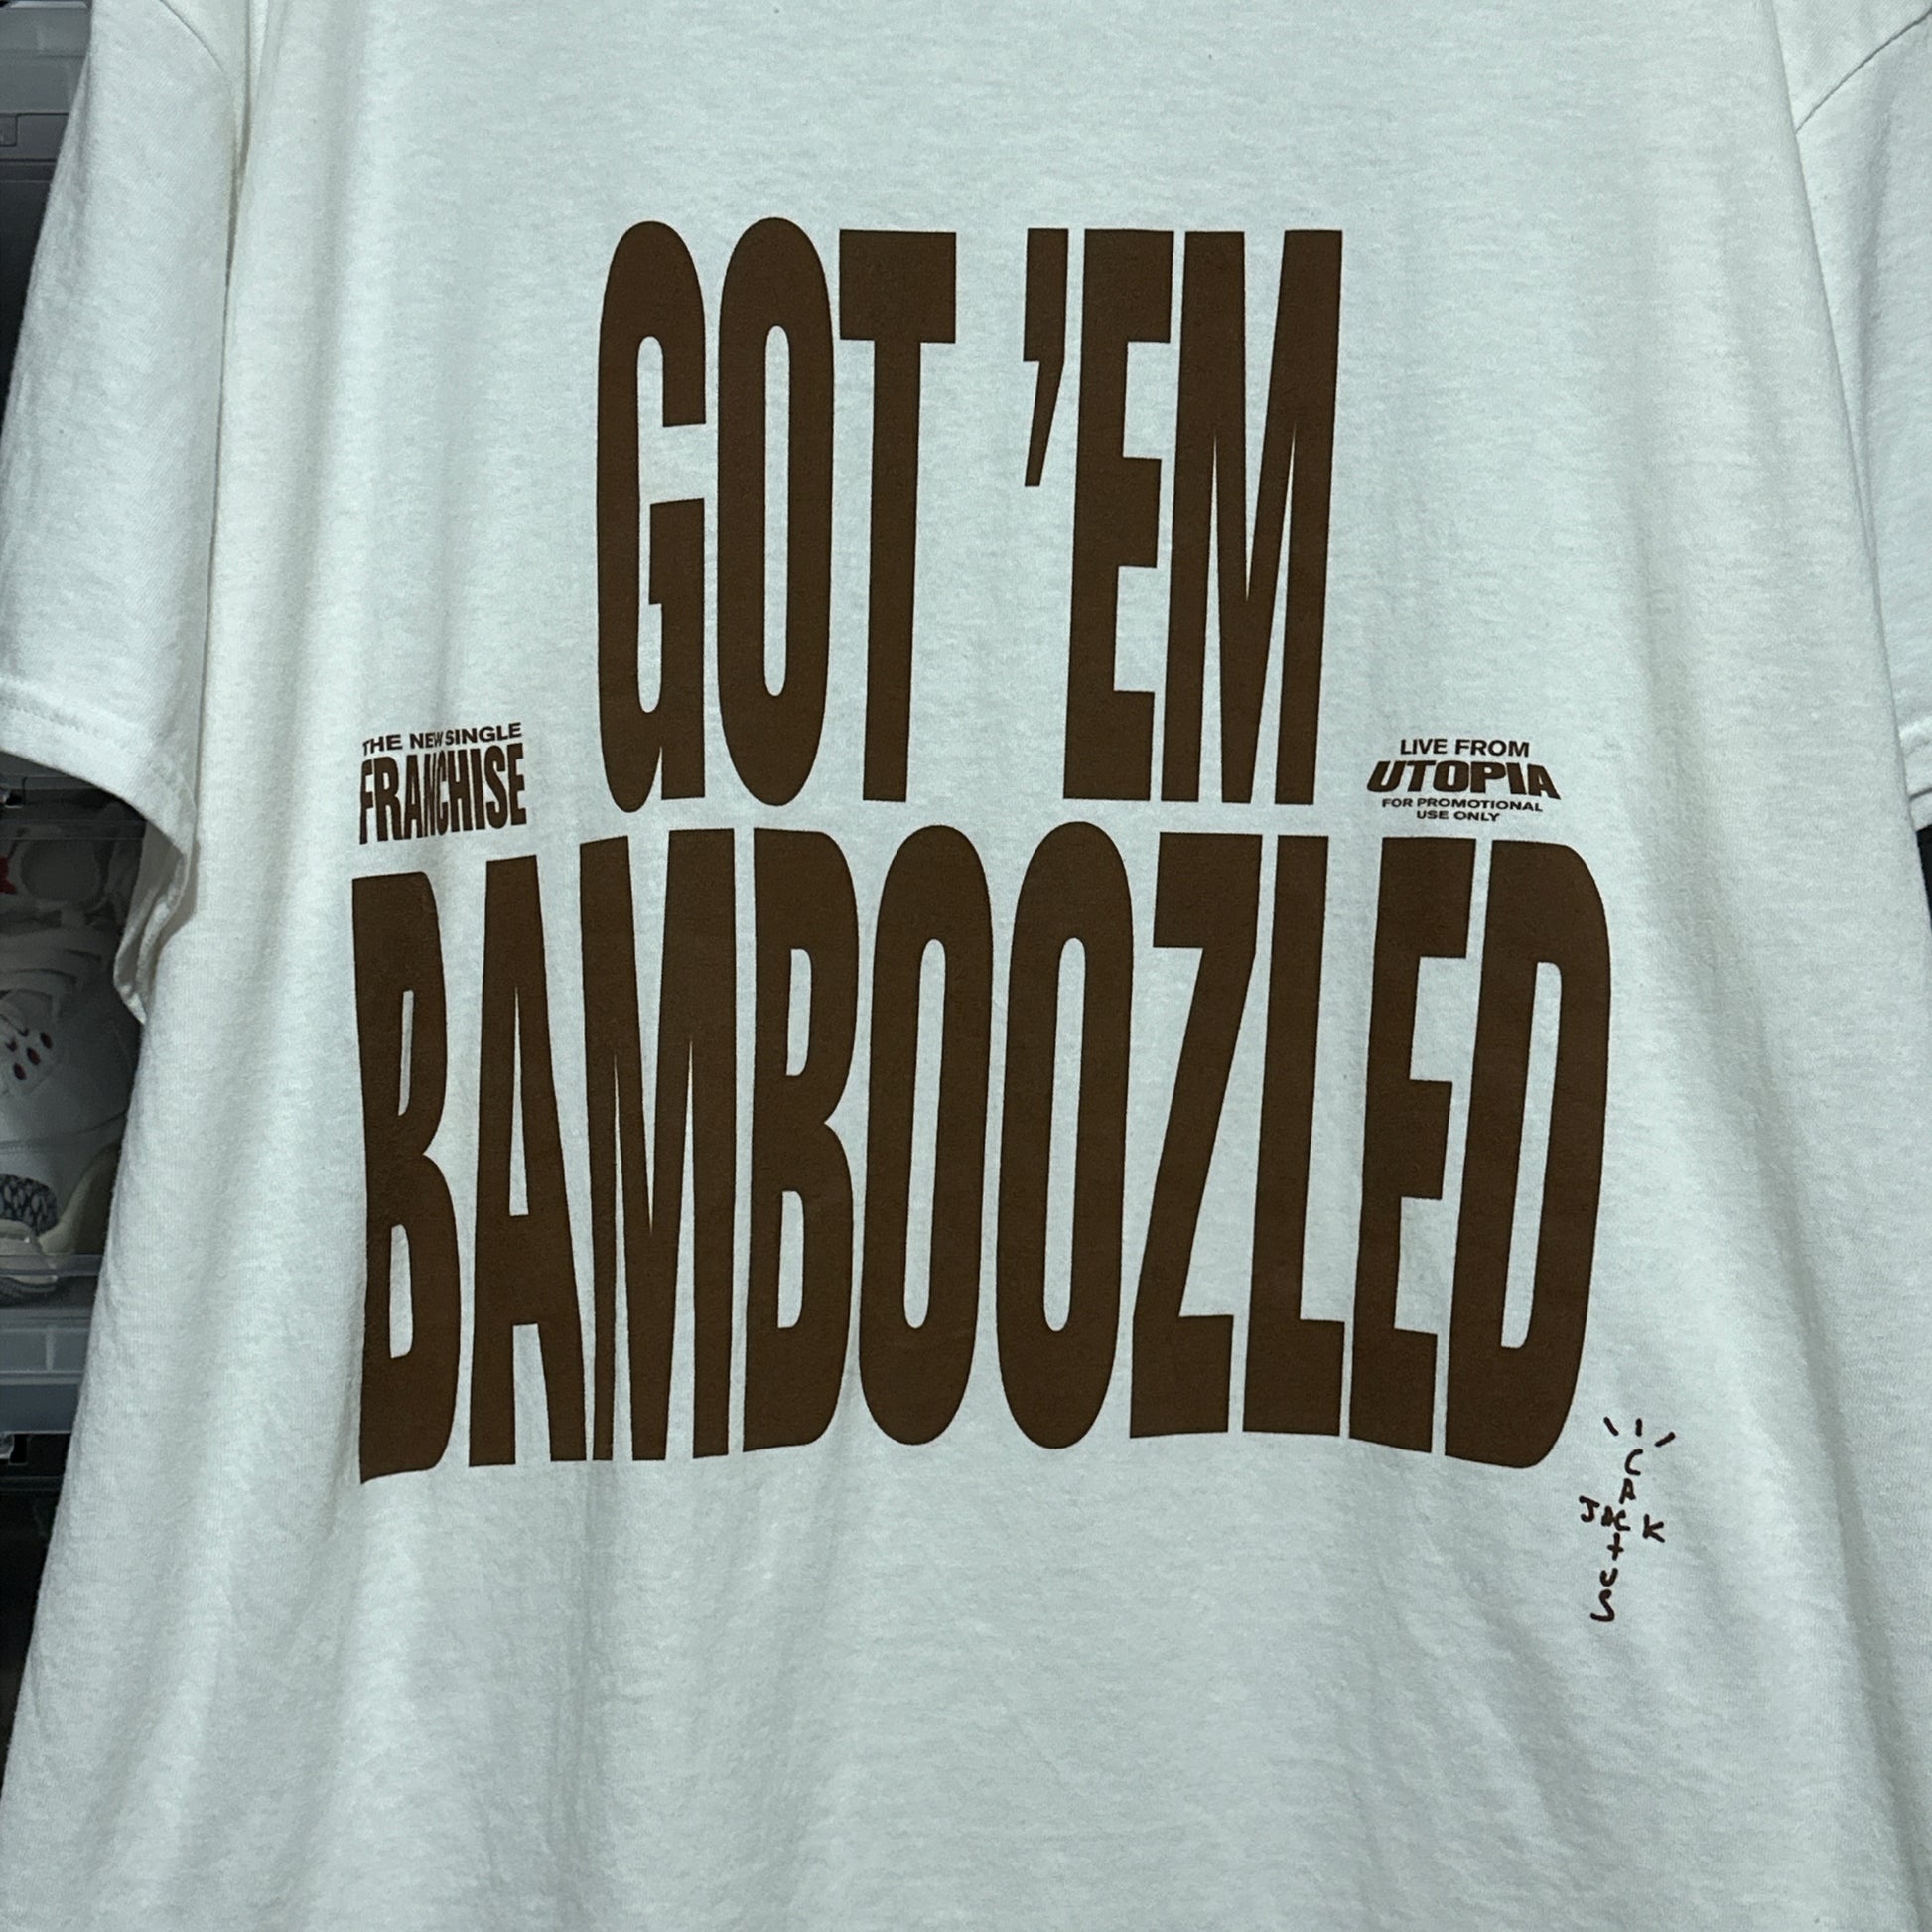 GOT 'EM
THE NEW SINGLE
FRANCHISE
LIVE FROM
UTOPIA
FOR PROMOTIONAL
USE ONLY
BAMBOOZLED
CACTUS
JACK